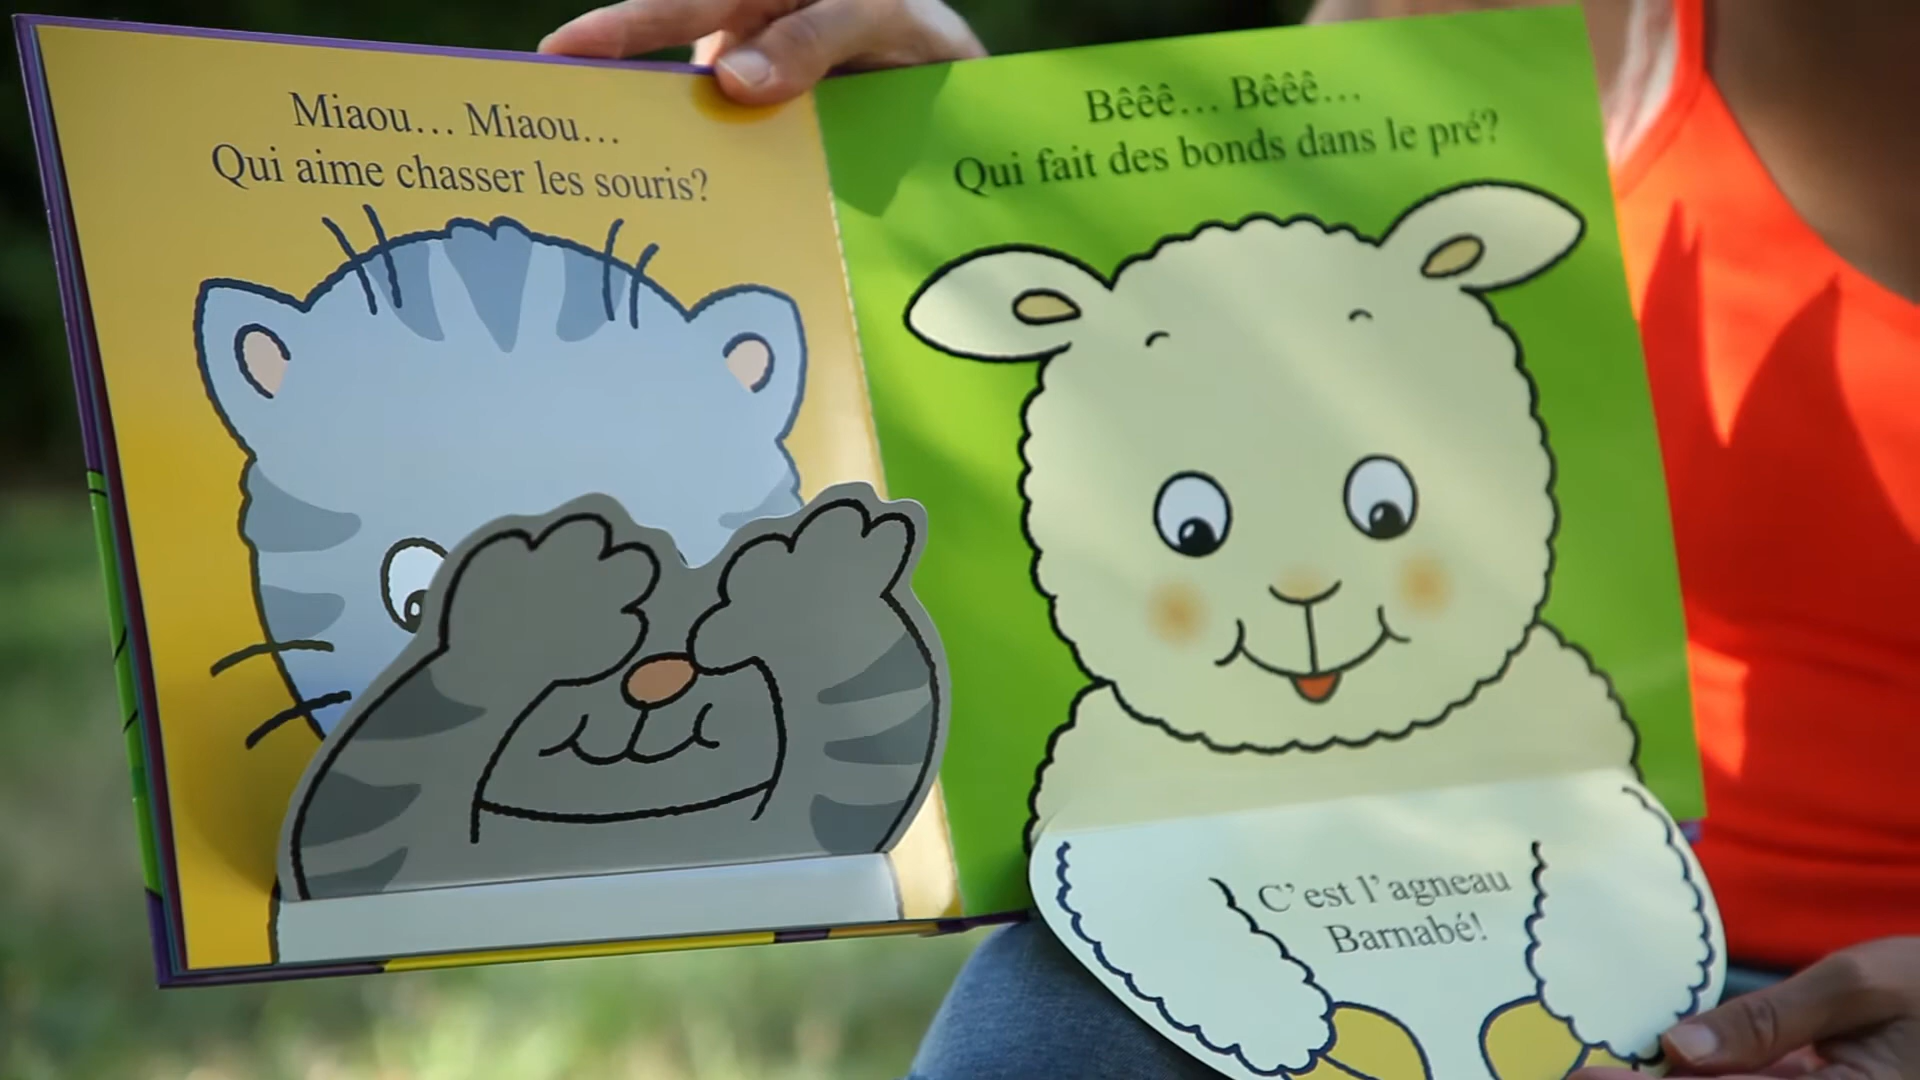 Miaou... Miaou...
Qui aime chasser les souris?
Bêêê... Bêêê...
Qui fait des bonds dans le pré?
C'est l'agneau
Barnabé!